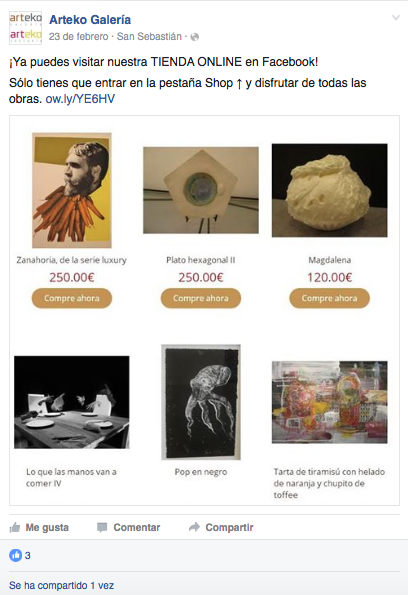 arteko
GALERIA
arteko
Arteko Galería
23 de febrero · San Sebastián ·
¡Ya puedes visitar nuestra TIENDA ONLINE en Facebook!
Sólo tienes que entrar en la pestaña Shop ↑ y disfrutar de todas las
obras. ow.ly/YE6HV
Zanahoria, de la serie luxury
250.00€
Compre ahora
Plato hexagonal II
250.00€
Compre ahora
Magdalena
120.00€
Compre ahora
Lo que las manos van a
comer IV
Pop en negro
Tarta de tiramisú con helado
de naranja y chupito de
toffee
Me gusta
Comentar
Compartir
3
Se ha compartido 1 vez